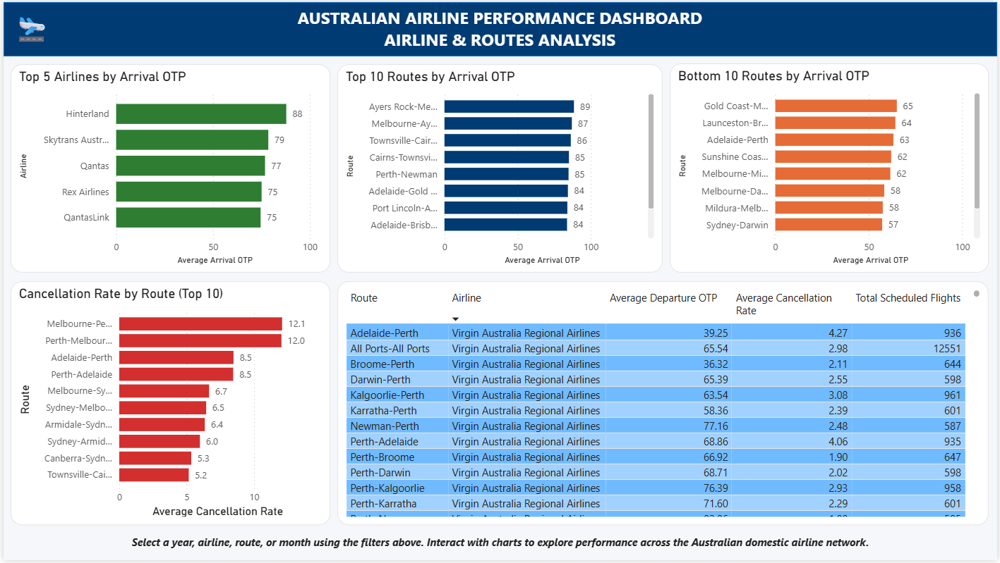 AUSTRALIAN AIRLINE PERFORMANCE DASHBOARD
AIRLINE & ROUTES ANALYSIS
Top 5 Airlines by Arrival OTP
Airline
Hinterland 88
Skytrans Austr... 79
Qantas 77
Rex Airlines 75
QantasLink 75
0 50 100
Average Arrival OTP
Top 10 Routes by Arrival OTP
Route
Ayers Rock-Me... 89
Melbourne-Ay... 87
Townsville-Cair... 86
Cairns-Townsvi... 85
Perth-Newman 85
Adelaide-Gold ... 84
Port Lincoln-A... 84
Adelaide-Brisb... 84
0 50 100
Average Arrival OTP
Bottom 10 Routes by Arrival OTP
Route
Gold Coast-M... 65
Launceston-Br... 64
Adelaide-Perth 63
Sunshine Coas... 62
Melbourne-Mi... 62
Melbourne-Da... 58
Mildura-Melb... 58
Sydney-Darwin 57
0 50 100
Average Arrival OTP
Cancellation Rate by Route (Top 10)
Route
Melbourne-Pe... 12.1
Perth-Melbour... 12.0
Adelaide-Perth 8.5
Perth-Adelaide 8.5
Melbourne-Sy... 6.7
Sydney-Melbo... 6.5
Armidale-Sydn... 6.4
Sydney-Armid... 6.0
Canberra-Sydn... 5.3
Townsville-Cai... 5.2
0 5 10
Average Cancellation Rate
Route Airline Average Departure OTP Average Cancellation Total Scheduled Flights
Rate
Adelaide-Perth Virgin Australia Regional Airlines 39.25 4.27 936
All Ports-All Ports Virgin Australia Regional Airlines 65.54 2.98 12551
Broome-Perth Virgin Australia Regional Airlines 36.32 2.11 644
Darwin-Perth Virgin Australia Regional Airlines 65.39 2.55 598
Kalgoorlie-Perth Virgin Australia Regional Airlines 63.54 3.08 961
Karratha-Perth Virgin Australia Regional Airlines 58.36 2.39 601
Newman-Perth Virgin Australia Regional Airlines 77.16 2.48 587
Perth-Adelaide Virgin Australia Regional Airlines 68.86 4.06 935
Perth-Broome Virgin Australia Regional Airlines 66.92 1.90 647
Perth-Darwin Virgin Australia Regional Airlines 68.71 2.02 598
Perth-Kalgoorlie Virgin Australia Regional Airlines 76.39 2.93 958
Perth-Karratha Virgin Australia Regional Airlines 71.60 2.29 601
Select a year, airline, route, or month using the filters above. Interact with charts to explore performance across the Australian domestic airline network.